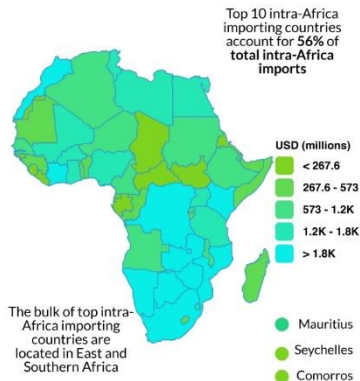 Top 10 intra-Africa
importing countries
account for 56% of
total intra-Africa
imports
USD (millions)
< 267.6
267.6 - 573
573 - 1.2K
1.2K - 1.8K
> 1.8K
The bulk of top intra-
Africa importing
countries are
located in East and
Southern Africa
Mauritius
Seychelles
Comorros